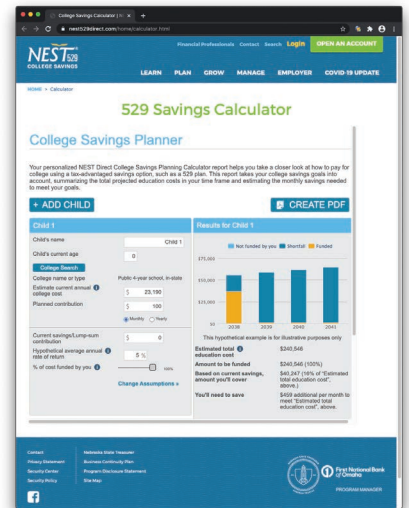 College Savings Calculator | N
nest529direct.com/home/calculator.html
NEST 529
COLLEGE SAVINGS
Financial Professionals Contact Search Login OPEN AN ACCOUNT
LEARN PLAN GROW MANAGE EMPLOYER COVID-19 UPDATE
HOME » Calculator
529 Savings Calculator
College Savings Planner
Your personalized NEST Direct College Savings Planning Calculator report helps you take a closer look at how to pay for
college using a tax-advantaged savings option, such as a 529 plan. This report takes your college savings goals into
account, summarizing the total projected education costs in your time frame and estimating the monthly savings needed
to meet your goals.
+ ADD CHILD
CREATE PDF
Child 1
Child's name Child 1
Child's current age 0
College Search
College name or type Public 4-year school, in-state
Estimate current annual college cost $ 23,190
Planned contribution $ 100
Monthly Yearly
Current savings/Lump-sum contribution $ 0
Hypothetical average annual rate of return 5 %
% of cost funded by you 100%
Change Assumptions »
Results for Child 1
Not funded by you Shortfall Funded
$75,000
$50,000
$25,000
$0
2038 2039 2040 2041
This hypothetical example is for illustrative purposes only
Estimated total education cost $240,546
Amount to be funded $240,546 (100%)
Based on current savings, amount you'll cover $40,247 (16% of "Estimated total education cost", above.)
You'll need to save $459 additional per month to meet "Estimated total education cost", above.
Contact Nebraska State Treasurer
Privacy Statement Business Continuity Plan
Security Center Program Disclosure Statement
Security Policy Site Map
First National Bank
of Omaha
PROGRAM MANAGER